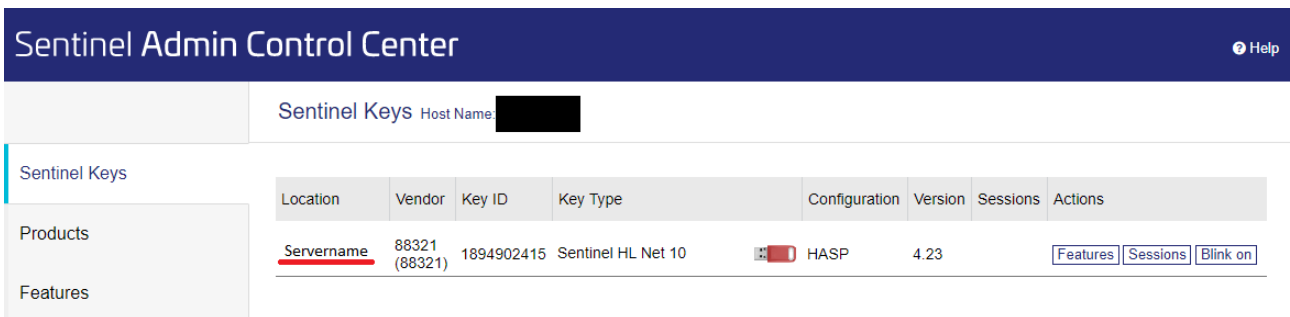 Sentinel Admin Control Center
Help
Sentinel Keys Host Name:
Sentinel Keys
Products
Features
Location Vendor Key ID Key Type Configuration Version Sessions Actions
Servername 88321 (88321) 1894902415 Sentinel HL Net 10 HASP 4.23 Features Sessions Blink on